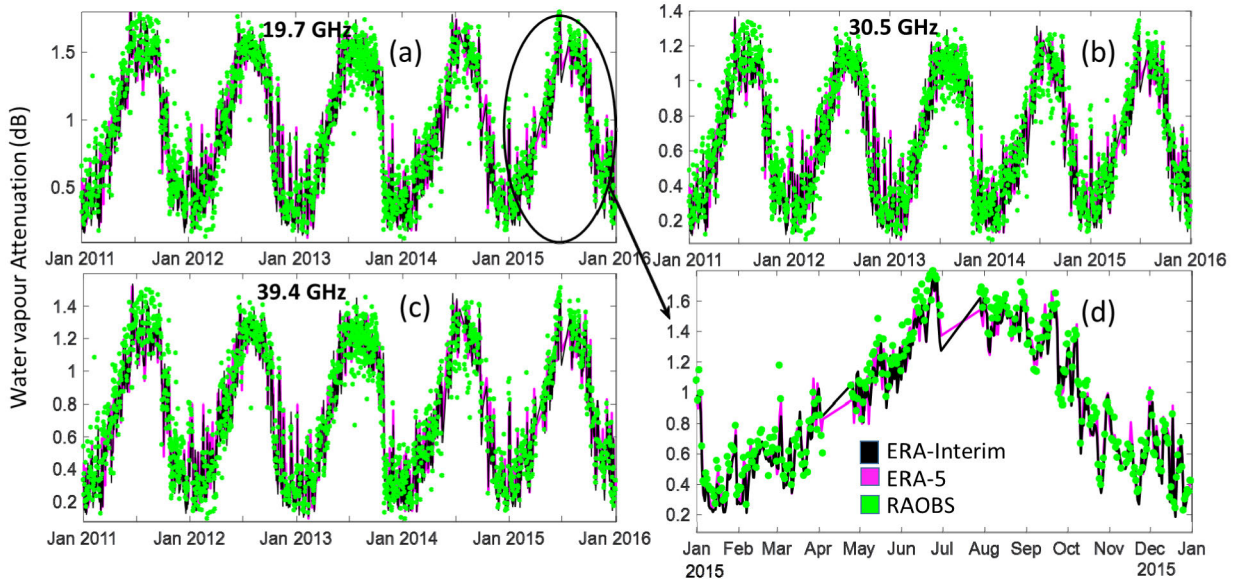 Water vapour Attenuation (dB)
19.7 GHz
(a)
1.5
1
0.5
Jan 2011 Jan 2012 Jan 2013 Jan 2014 Jan 2015 Jan 2016
30.5 GHz
(b)
1.4
1.2
1
0.8
0.6
0.4
0.2
Jan 2011 Jan 2012 Jan 2013 Jan 2014 Jan 2015 Jan 2016
39.4 GHz
(c)
1.4
1.2
1
0.8
0.6
0.4
0.2
Jan 2011 Jan 2012 Jan 2013 Jan 2014 Jan 2015 Jan 2016
(d)
1.6
1.4
1.2
1
0.8
0.6
0.4
0.2
ERA-Interim
ERA-5
RAOBS
Jan Feb Mar Apr May Jun Jul Aug Sep Oct Nov Dec Jan
2015 2015